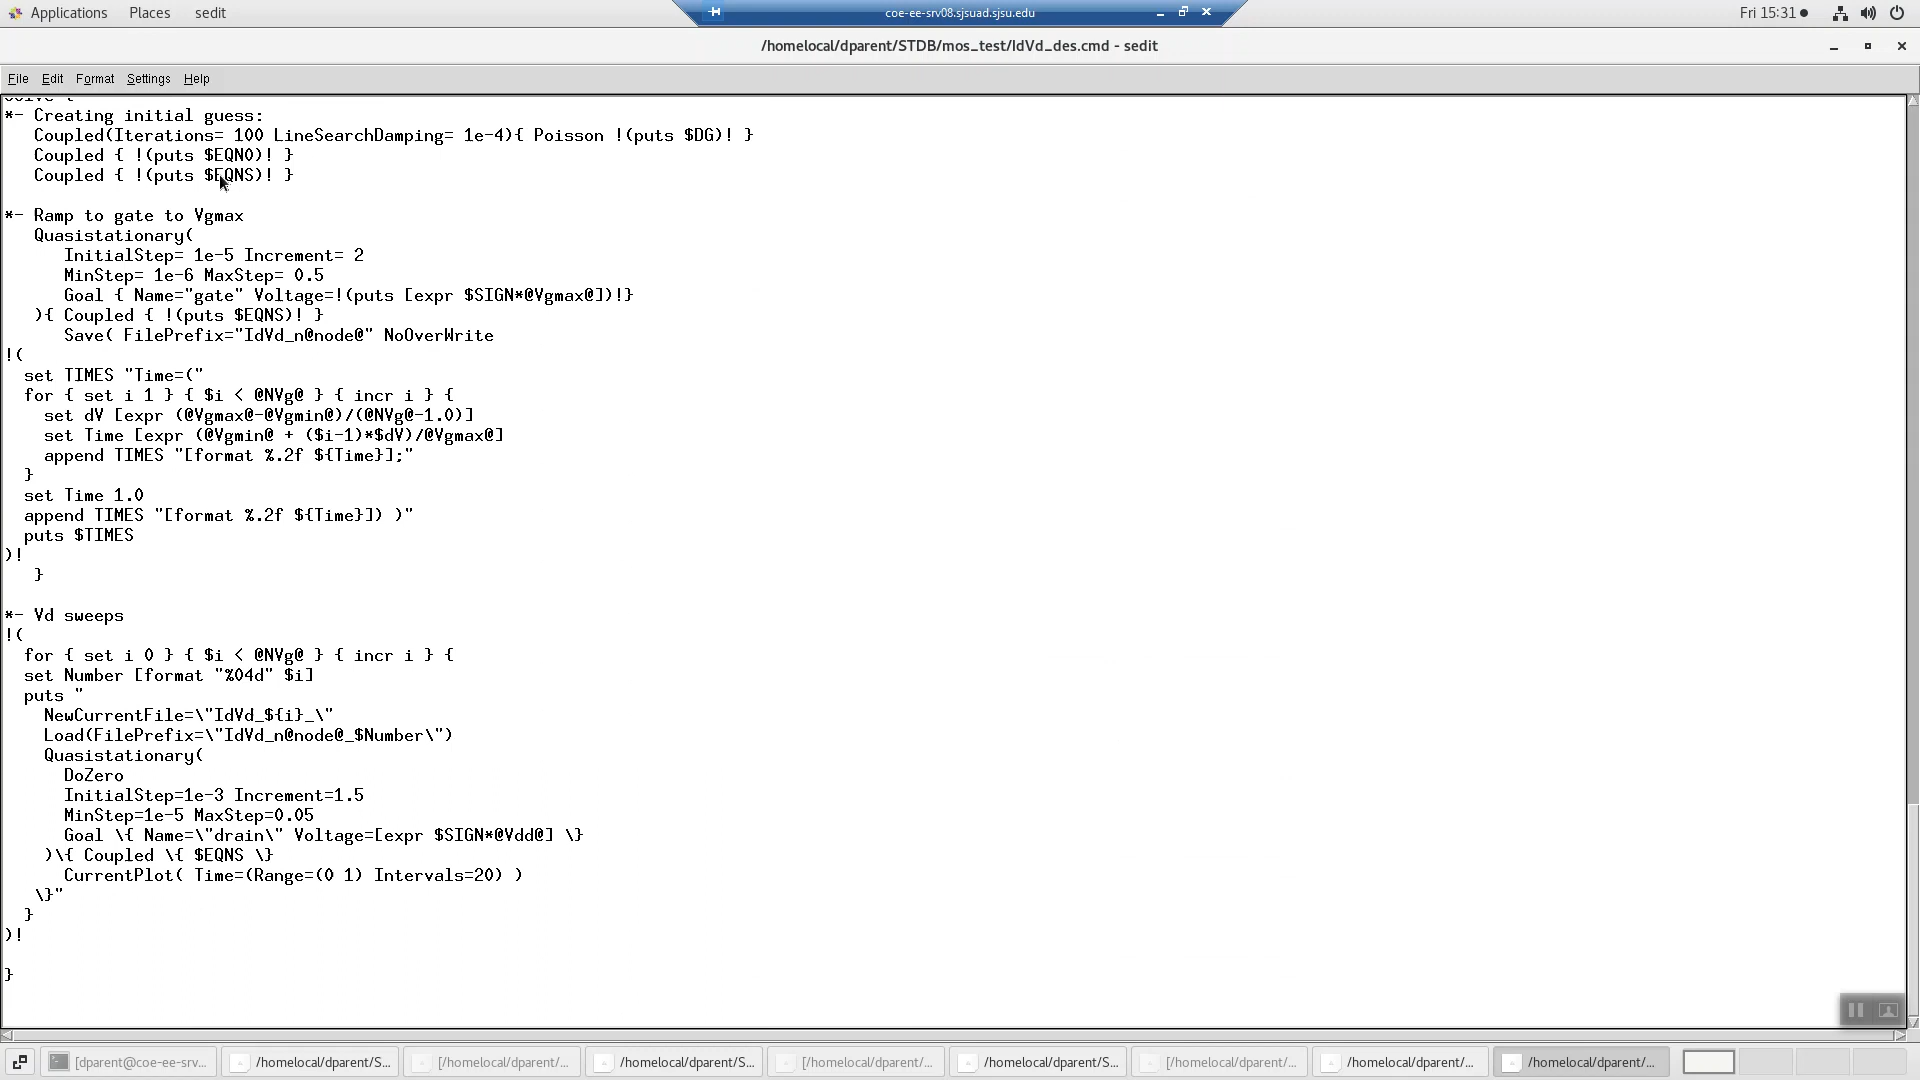 Applications Places sedit
coe-ee-srv08.sjsuad.sjsu.edu
Fri 15:31
/homelocal/dparent/STDB/mos_test/IdVd_des.cmd - sedit
File Edit Format Settings Help
*- Creating initial guess:
Coupled(Iterations= 100 LineSearchDamping= 1e-4){ Poisson !(puts $DG)! }
Coupled { !(puts $EQN0)! }
Coupled { !(puts $EQNS)! }
*- Ramp to gate to Vgmax
Quasistationary(
InitialStep= 1e-5 Increment= 2
MinStep= 1e-6 MaxStep= 0.5
Goal { Name="gate" Voltage=!(puts [expr $SIGN*@Vgmax@])!}
){ Coupled { !(puts $EQNS)! }
Save( FilePrefix="IdVd_n@node@" NoOverWrite
!(
set TIMES "Time=("
for { set i 1 } { $i < @NVg@ } { incr i } {
set dV [expr (@Vgmax@-@Vgmin@)/(@NVg@-1.0)]
set Time [expr (@Vgmin@ + ($i-1)*$dV)/@Vgmax@]
append TIMES "[format %.2f ${Time}];"
}
set Time 1.0
append TIMES "[format %.2f ${Time}]) )"
puts $TIMES
)!
}
*- Vd sweeps
!(
for { set i 0 } { $i < @NVg@ } { incr i } {
set Number [format "%04d" $i]
puts "
NewCurrentFile=\"IdVd_${i}_\"
Load(FilePrefix=\"IdVd_n@node@_$Number\")
Quasistationary(
DoZero
InitialStep=1e-3 Increment=1.5
MinStep=1e-5 MaxStep=0.05
Goal \{ Name=\"drain\" Voltage=[expr $SIGN*@Vdd@] \}
)\{ Coupled \{ $EQNS \}
CurrentPlot( Time=(Range=(0 1) Intervals=20) )
\}"
}
)!
}
[dparent@coe-ee-srv... /homelocal/dparent/S... [/homelocal/dparent/... /homelocal/dparent/S... [/homelocal/dparent/... /homelocal/dparent/S... [/homelocal/dparent/... /homelocal/dparent/... /homelocal/dparent/...